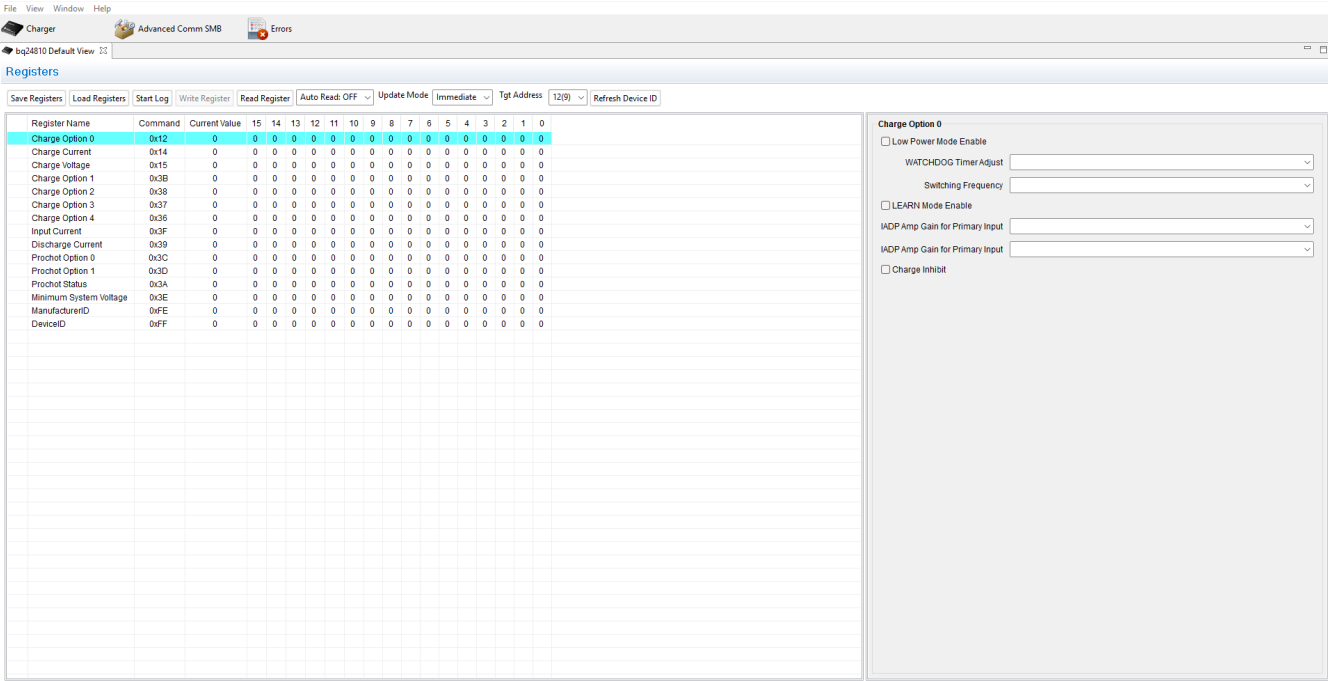 File View Window Help
Charger Advanced Comm SMB Errors
bq24810 Default View
Registers
Save Registers Load Registers Start Log Write Register Read Register Auto Read: OFF Update Mode Immediate Tgt Address 12(9) Refresh Device ID
Register Name Command Current Value 15 14 13 12 11 10 9 8 7 6 5 4 3 2 1 0
Charge Option 0 0x12 0 0 0 0 0 0 0 0 0 0 0 0 0 0 0 0 0
Charge Current 0x14 0 0 0 0 0 0 0 0 0 0 0 0 0 0 0 0 0
Charge Voltage 0x15 0 0 0 0 0 0 0 0 0 0 0 0 0 0 0 0 0
Charge Option 1 0x3B 0 0 0 0 0 0 0 0 0 0 0 0 0 0 0 0 0
Charge Option 2 0x38 0 0 0 0 0 0 0 0 0 0 0 0 0 0 0 0 0
Charge Option 3 0x37 0 0 0 0 0 0 0 0 0 0 0 0 0 0 0 0 0
Charge Option 4 0x36 0 0 0 0 0 0 0 0 0 0 0 0 0 0 0 0 0
Input Current 0x3F 0 0 0 0 0 0 0 0 0 0 0 0 0 0 0 0 0
Discharge Current 0x39 0 0 0 0 0 0 0 0 0 0 0 0 0 0 0 0 0
Prochot Option 0 0x3C 0 0 0 0 0 0 0 0 0 0 0 0 0 0 0 0 0
Prochot Option 1 0x3D 0 0 0 0 0 0 0 0 0 0 0 0 0 0 0 0 0
Prochot Status 0x3A 0 0 0 0 0 0 0 0 0 0 0 0 0 0 0 0 0
Minimum System Voltage 0x3E 0 0 0 0 0 0 0 0 0 0 0 0 0 0 0 0 0
ManufacturerID 0xFE 0 0 0 0 0 0 0 0 0 0 0 0 0 0 0 0 0
DeviceID 0xFF 0 0 0 0 0 0 0 0 0 0 0 0 0 0 0 0 0
Charge Option 0
Low Power Mode Enable
WATCHDOG Timer Adjust
Switching Frequency
LEARN Mode Enable
IADP Amp Gain for Primary Input
IADP Amp Gain for Primary Input
Charge Inhibit